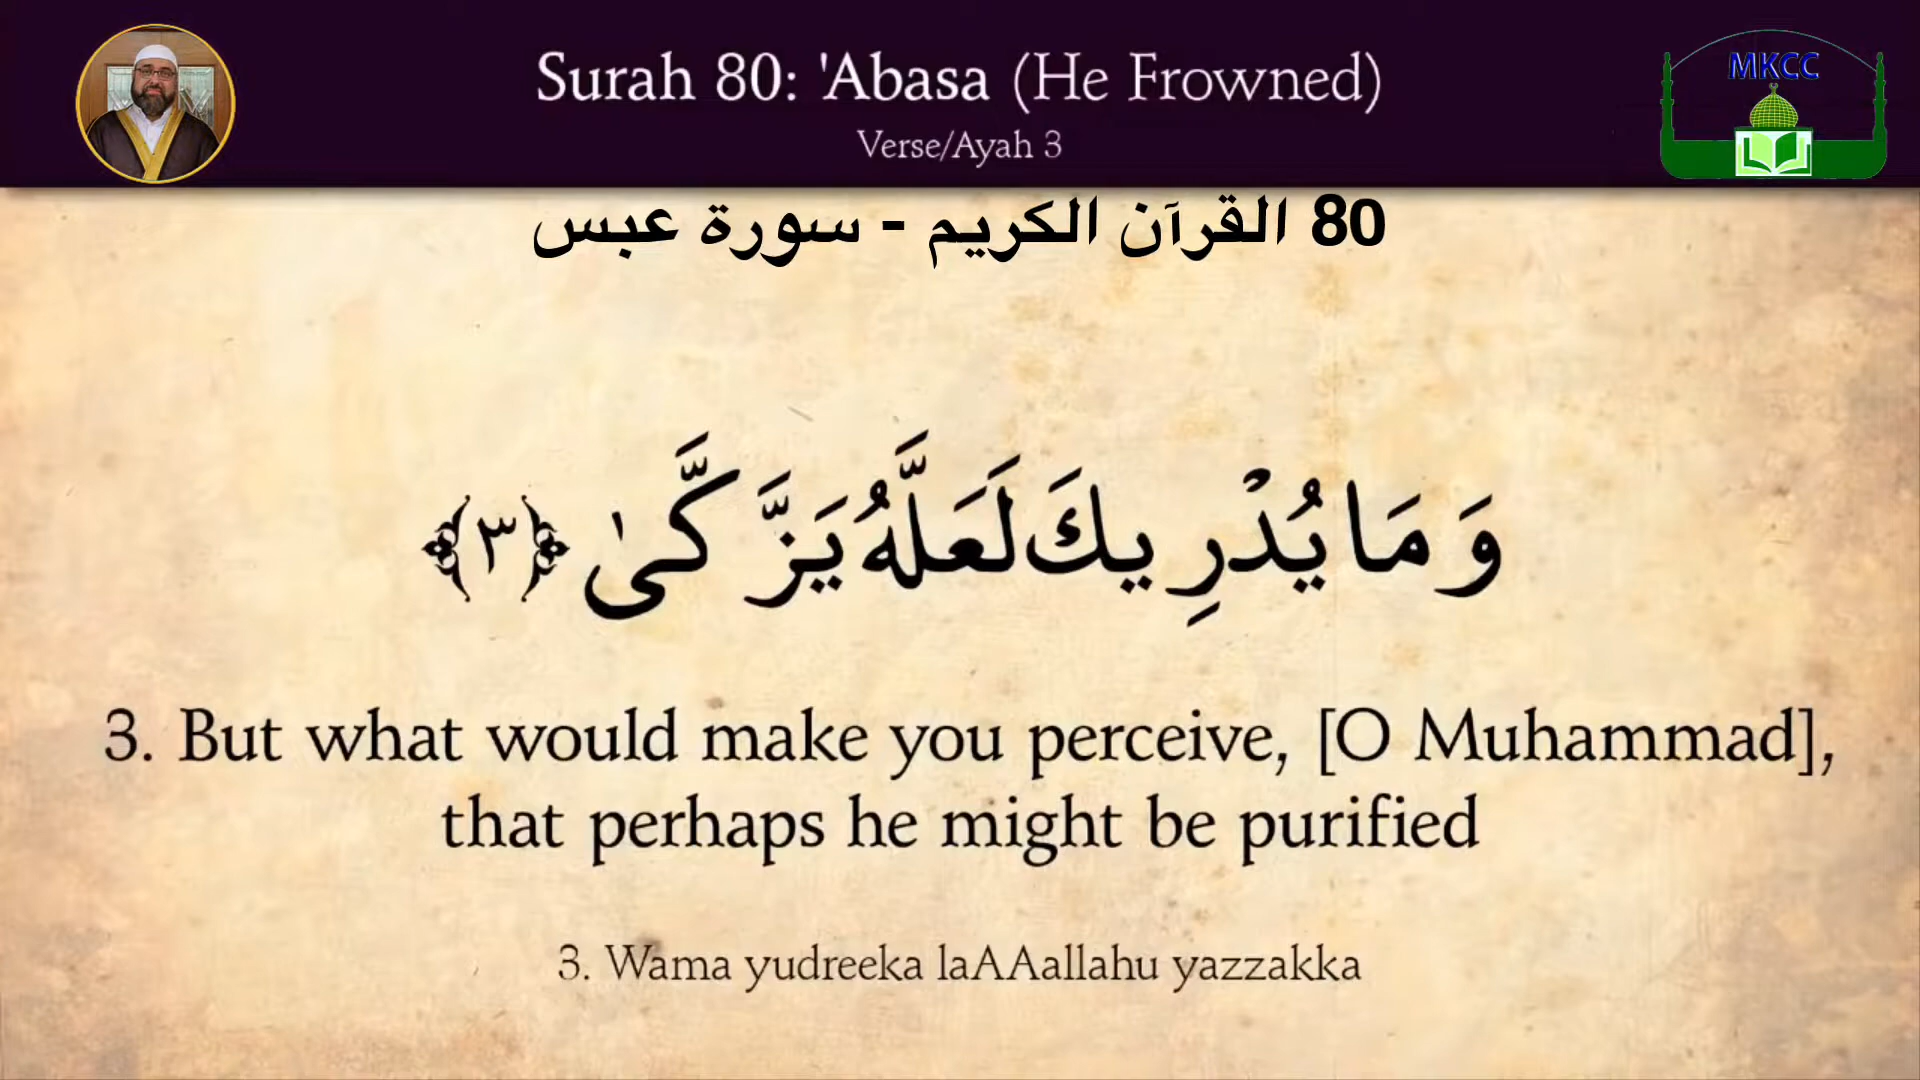 Surah 80: 'Abasa (He Frowned)
Verse/Ayah 3
MKCC
80 القرآن الكريم - سورة عبس
وَمَا يُدْرِيكَ لَعَلَّهُ يَزَّكَّىٰ ﴿٣﴾
3. But what would make you perceive, [O Muhammad],
that perhaps he might be purified
3. Wama yudreeka laAAallahu yazzakka